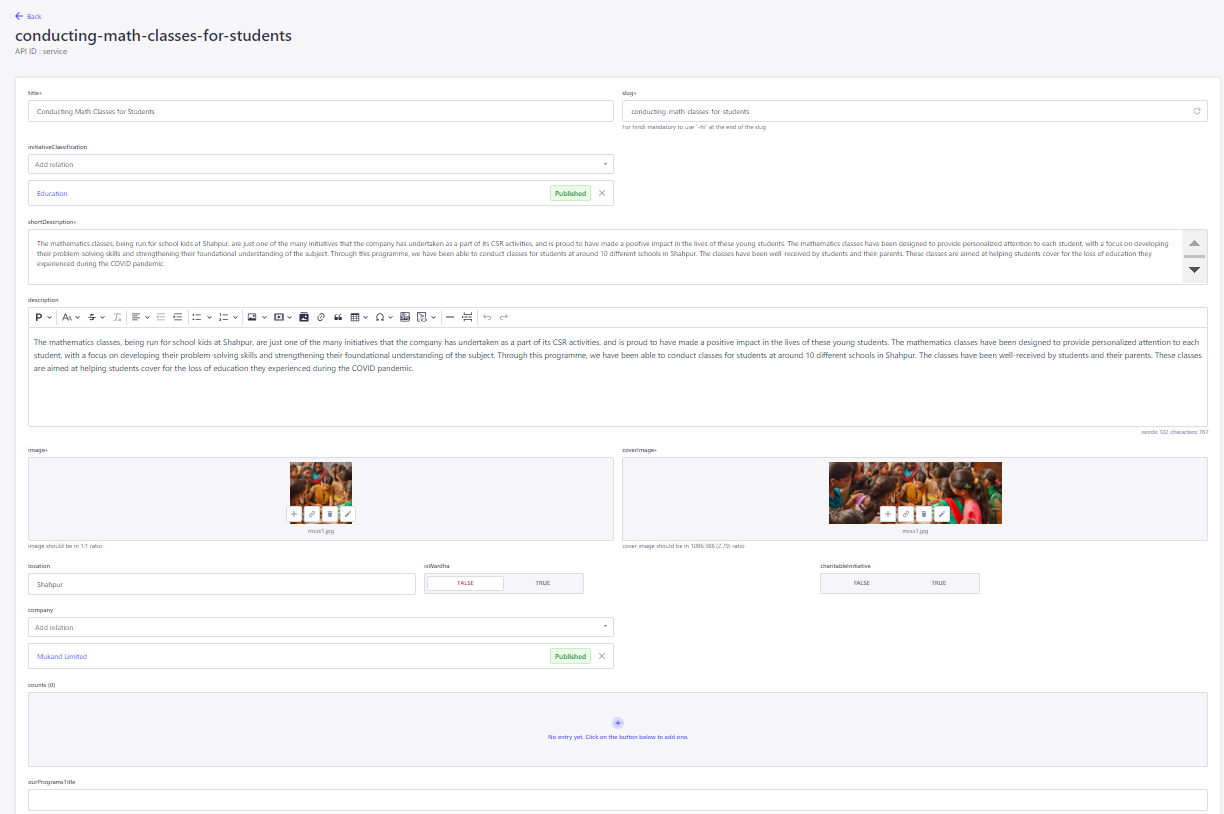 Back
conducting-math-classes-for-students
API ID : service
title*
slug*
Conducting Math Classes for Students
conducting-math-classes-for-students
For hindi mandatory to use '-hi' at the end of the slug
initiativeClassification
Add relation
Education
Published
shortDescription*
The mathematics classes, being run for school kids at Shahpur, are just one of the many initiatives that the company has undertaken as a part of its CSR activities, and is proud to have made a positive impact in the lives of these young students. The mathematics classes have been designed to provide personalized attention to each student, with a focus on developing
their problem-solving skills and strengthening their foundational understanding of the subject. Through this programme, we have been able to conduct classes for students at around 10 different schools in Shahpur. The classes have been well-received by students and their parents. These classes are aimed at helping students cover for the loss of education they
experienced during the COVID pandemic.
description
The mathematics classes, being run for school kids at Shahpur, are just one of the many initiatives that the company has undertaken as a part of its CSR activities, and is proud to have made a positive impact in the lives of these young students. The mathematics classes have been designed to provide personalized attention to each
student, with a focus on developing their problem-solving skills and strengthening their foundational understanding of the subject. Through this programme, we have been able to conduct classes for students at around 10 different schools in Shahpur. The classes have been well-received by students and their parents. These classes
are aimed at helping students cover for the loss of education they experienced during the COVID pandemic.
words: 122 characters: 767
image*
coverImage*
mcss1.jpg
mcss1.jpg
image should be in 1:1 ratio
cover image should be in 1086:388 (2.79) ratio
location
isWardha
charitableInitiative
Shahpur
FALSE
TRUE
FALSE
TRUE
company
Add relation
Mukand Limited
Published
counts (0)
No entry yet. Click on the button below to add one.
ourProgramsTitle